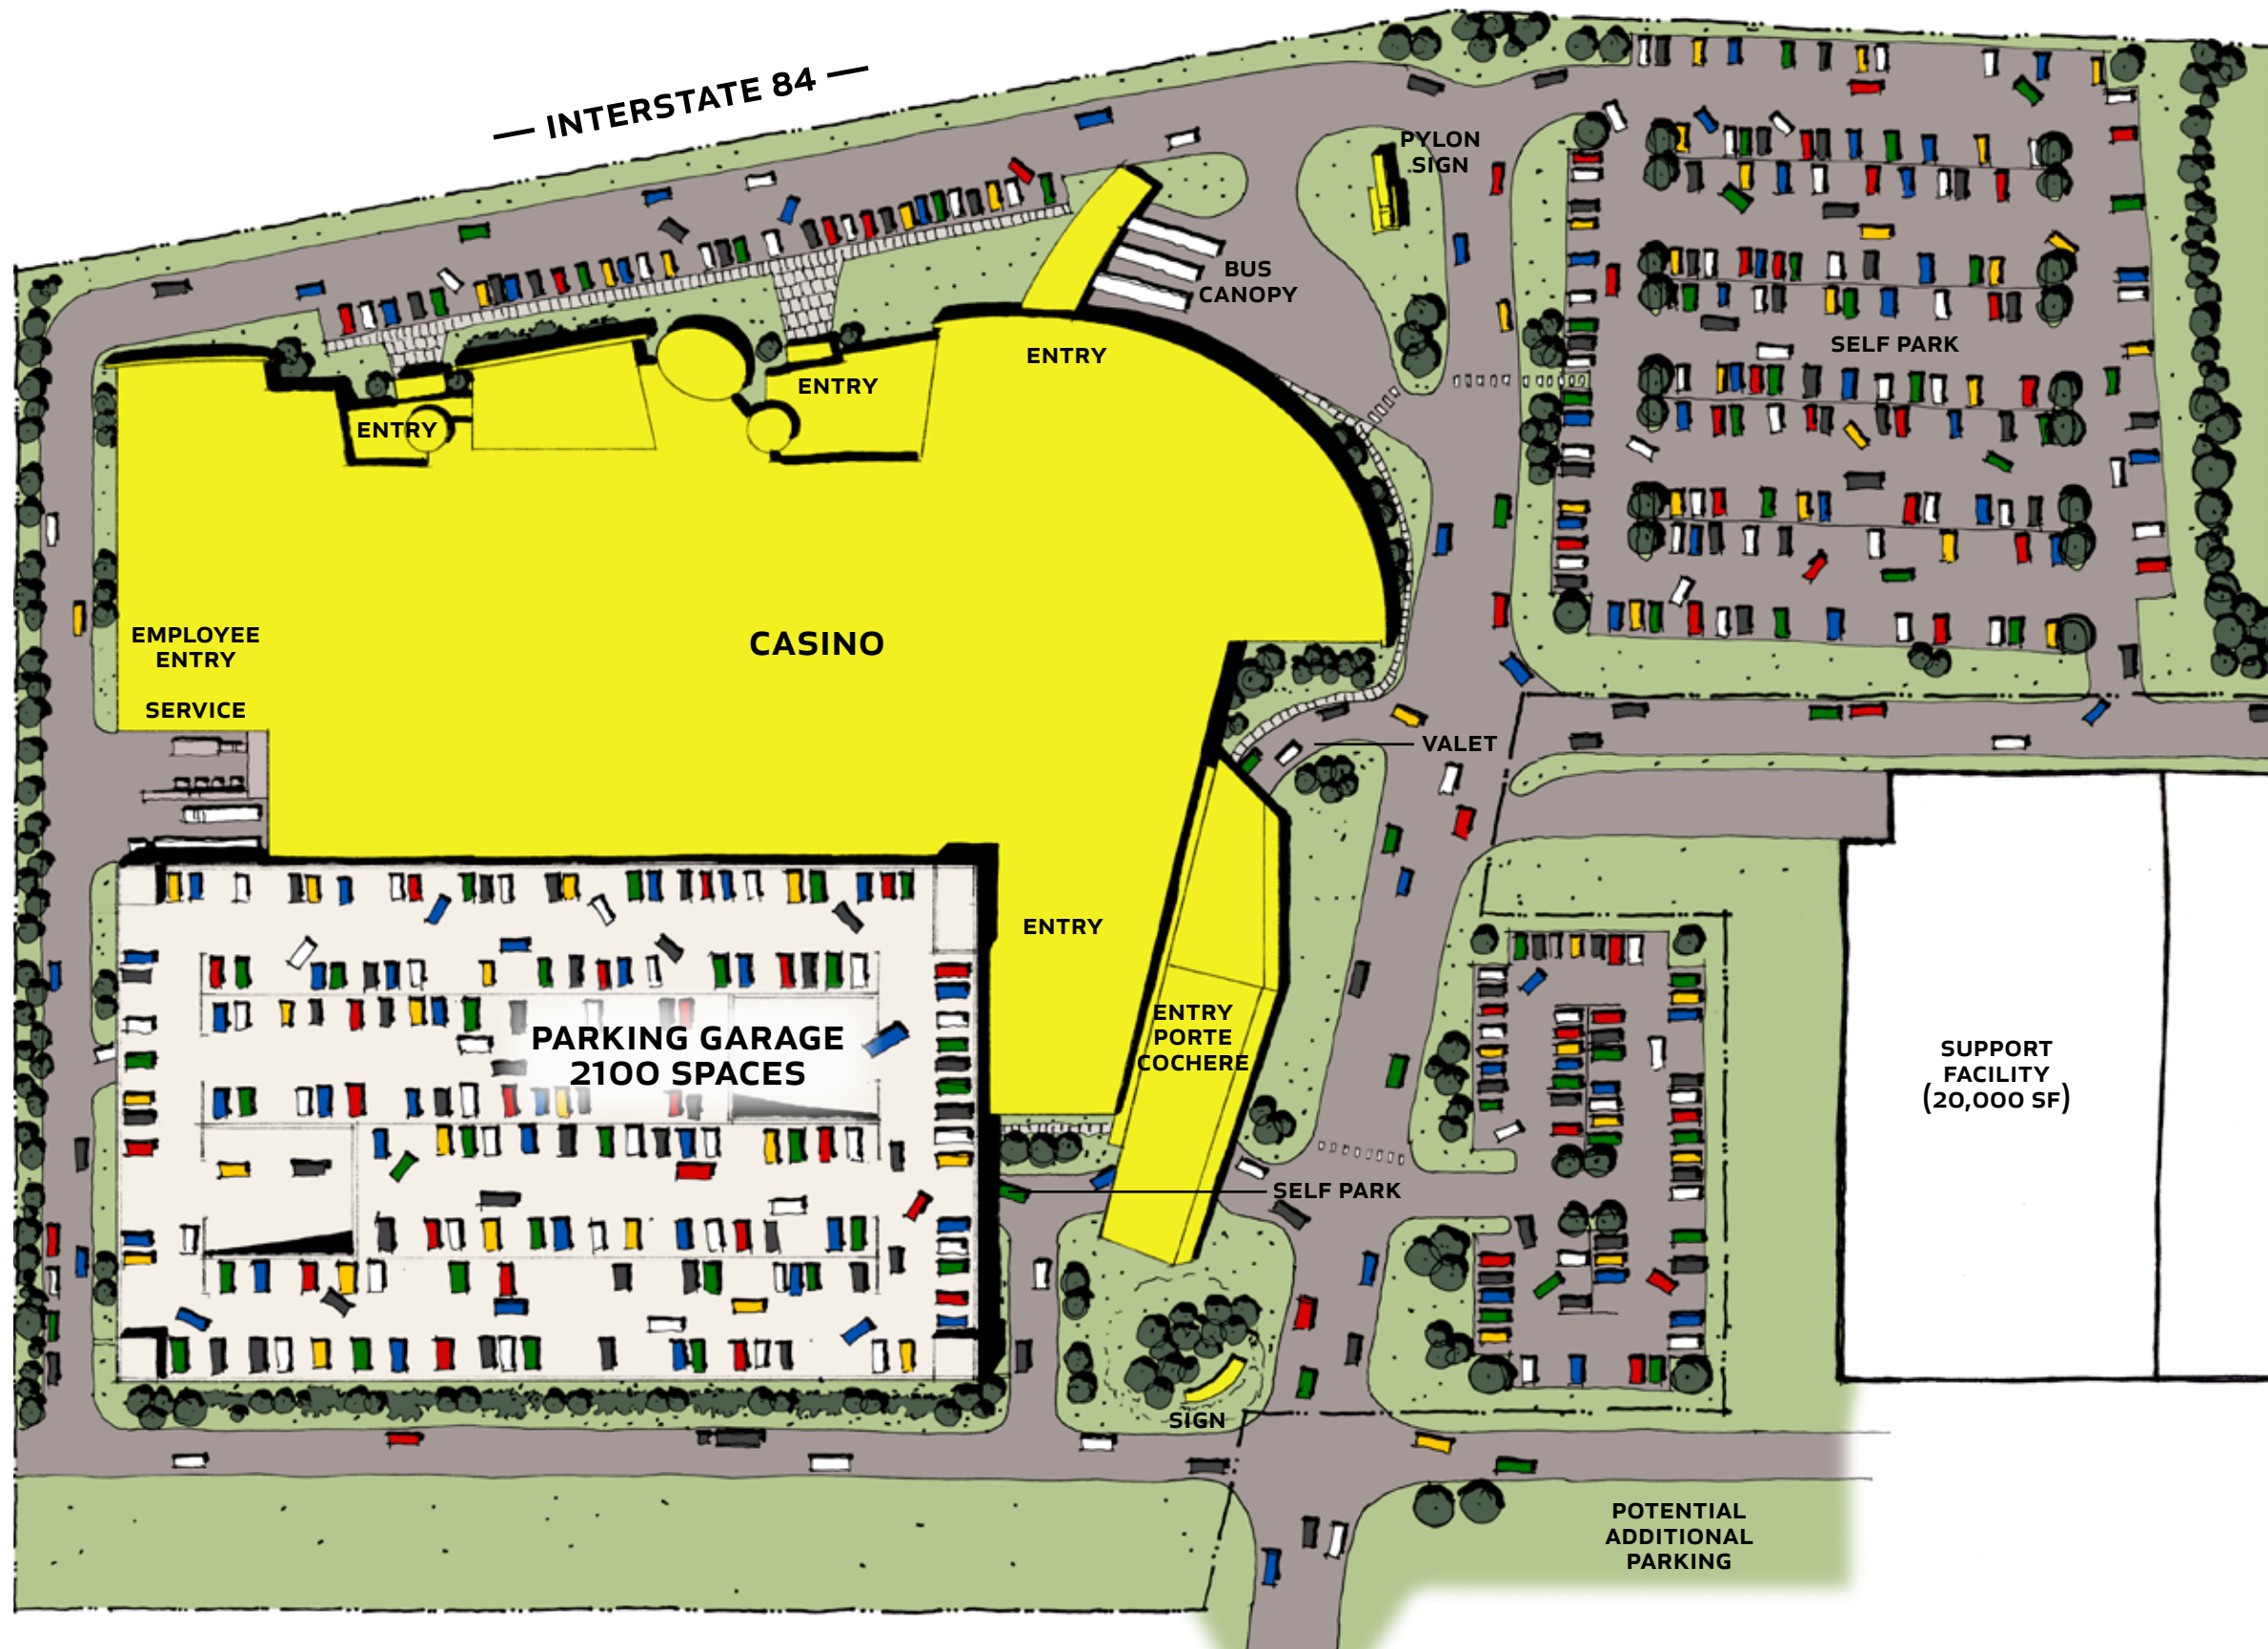 — INTERSTATE 84 —
PYLON
SIGN
BUS
CANOPY
SELF PARK
ENTRY
ENTRY
ENTRY
EMPLOYEE
ENTRY
CASINO
SERVICE
VALET
ENTRY
ENTRY
PORTE
COCHERE
PARKING GARAGE
2100 SPACES
SUPPORT
FACILITY
(20,000 SF)
SELF PARK
SIGN
POTENTIAL
ADDITIONAL
PARKING